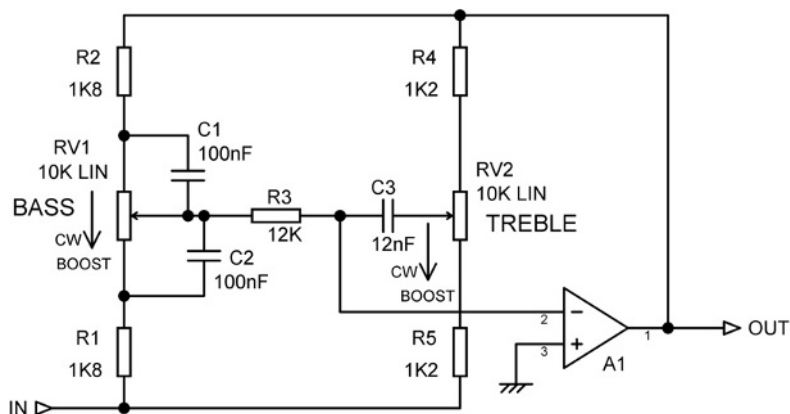 R2
1K8
R4
1K2
C1
100nF
RV1
10K LIN
BASS
CW
BOOST
R3
12K
C3
12nF
RV2
10K LIN
TREBLE
CW
BOOST
C2
100nF
R1
1K8
R5
1K2
2
3
1
A1
OUT
IN